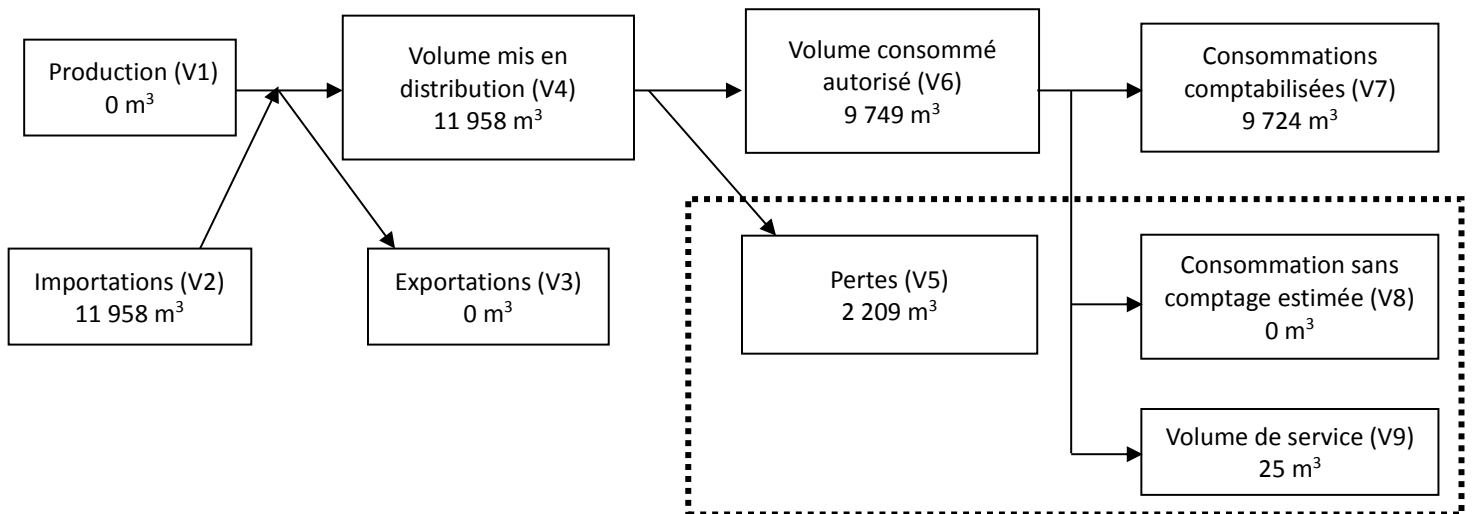 Production (V1)
0 m³
Volume mis en
distribution (V4)
11 958 m³
Volume consommé
autorisé (V6)
9 749 m³
Consommations
comptabilisées (V7)
9 724 m³
Importations (V2)
11 958 m³
Exportations (V3)
0 m³
Pertes (V5)
2 209 m³
Consommation sans
comptage estimée (V8)
0 m³
Volume de service (V9)
25 m³